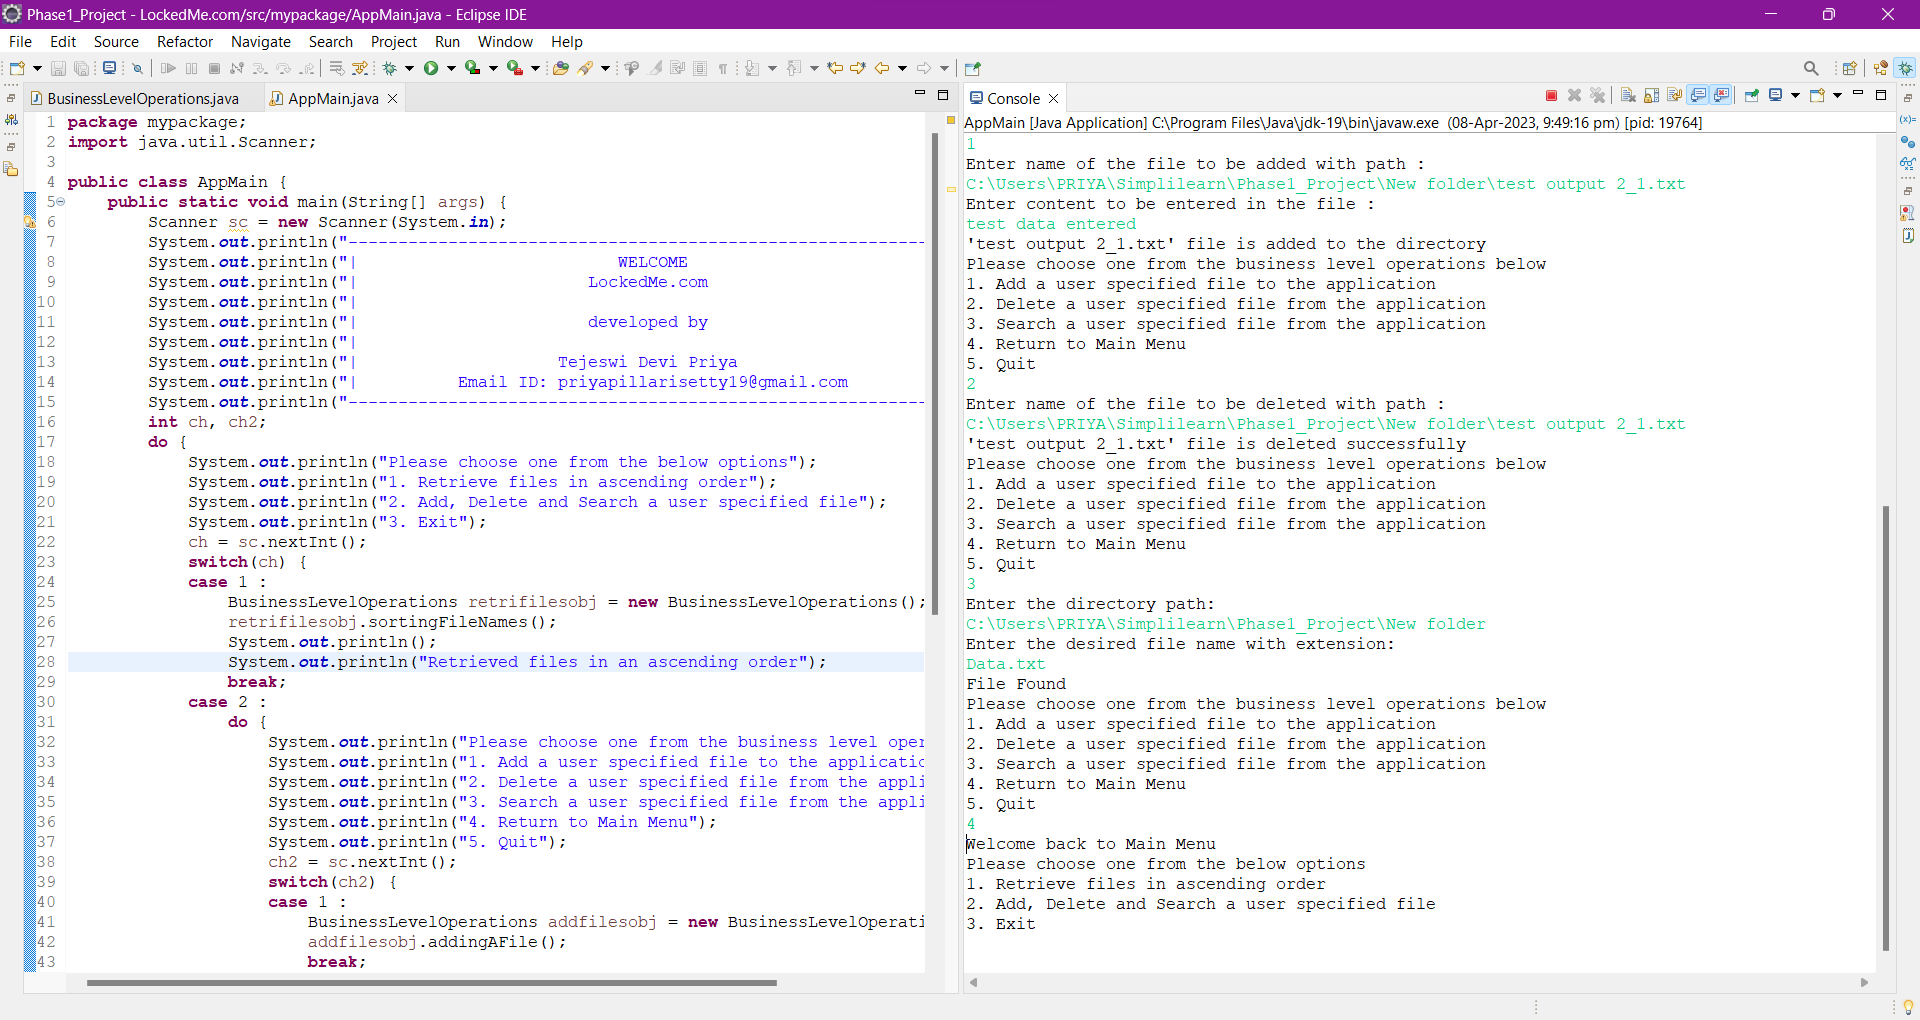 Phase1_Project - LockedMe.com/src/mypackage/AppMain.java - Eclipse IDE
File Edit Source Refactor Navigate Search Project Run Window Help
BusinessLevelOperations.java
AppMain.java
1 package mypackage;
2 import java.util.Scanner;
3
4 public class AppMain {
5 public static void main(String[] args) {
6 Scanner sc = new Scanner(System.in);
7 System.out.println("----------------------------------------------------------
8 System.out.println("| WELCOME
9 System.out.println("| LockedMe.com
10 System.out.println("|
11 System.out.println("| developed by
12 System.out.println("|
13 System.out.println("| Tejeswi Devi Priya
14 System.out.println("| Email ID: priyapillarisetty19@gmail.com
15 System.out.println("----------------------------------------------------------
16 int ch, ch2;
17 do {
18 System.out.println("Please choose one from the below options");
19 System.out.println("1. Retrieve files in ascending order");
20 System.out.println("2. Add, Delete and Search a user specified file");
21 System.out.println("3. Exit");
22 ch = sc.nextInt();
23 switch(ch) {
24 case 1 :
25 BusinessLevelOperations retrifilesobj = new BusinessLevelOperations();
26 retrifilesobj.sortingFileNames();
27 System.out.println();
28 System.out.println("Retrieved files in an ascending order");
29 break;
30 case 2 :
31 do {
32 System.out.println("Please choose one from the business level oper
33 System.out.println("1. Add a user specified file to the applicatic
34 System.out.println("2. Delete a user specified file from the appli
35 System.out.println("3. Search a user specified file from the appli
36 System.out.println("4. Return to Main Menu");
37 System.out.println("5. Quit");
38 ch2 = sc.nextInt();
39 switch(ch2) {
40 case 1 :
41 BusinessLevelOperations addfilesobj = new BusinessLevelOperati
42 addfilesobj.addingAFile();
43 break;
Console
AppMain [Java Application] C:\Program Files\Java\jdk-19\bin\javaw.exe (08-Apr-2023, 9:49:16 pm) [pid: 19764]
1
Enter name of the file to be added with path :
C:\Users\PRIYA\Simplilearn\Phase1_Project\New folder\test output 2_1.txt
Enter content to be entered in the file :
test data entered
'test output 2_1.txt' file is added to the directory
Please choose one from the business level operations below
1. Add a user specified file to the application
2. Delete a user specified file from the application
3. Search a user specified file from the application
4. Return to Main Menu
5. Quit
2
Enter name of the file to be deleted with path :
C:\Users\PRIYA\Simplilearn\Phase1_Project\New folder\test output 2_1.txt
'test output 2_1.txt' file is deleted successfully
Please choose one from the business level operations below
1. Add a user specified file to the application
2. Delete a user specified file from the application
3. Search a user specified file from the application
4. Return to Main Menu
5. Quit
3
Enter the directory path:
C:\Users\PRIYA\Simplilearn\Phase1_Project\New folder
Enter the desired file name with extension:
Data.txt
File Found
Please choose one from the business level operations below
1. Add a user specified file to the application
2. Delete a user specified file from the application
3. Search a user specified file from the application
4. Return to Main Menu
5. Quit
4
Welcome back to Main Menu
Please choose one from the below options
1. Retrieve files in ascending order
2. Add, Delete and Search a user specified file
3. Exit